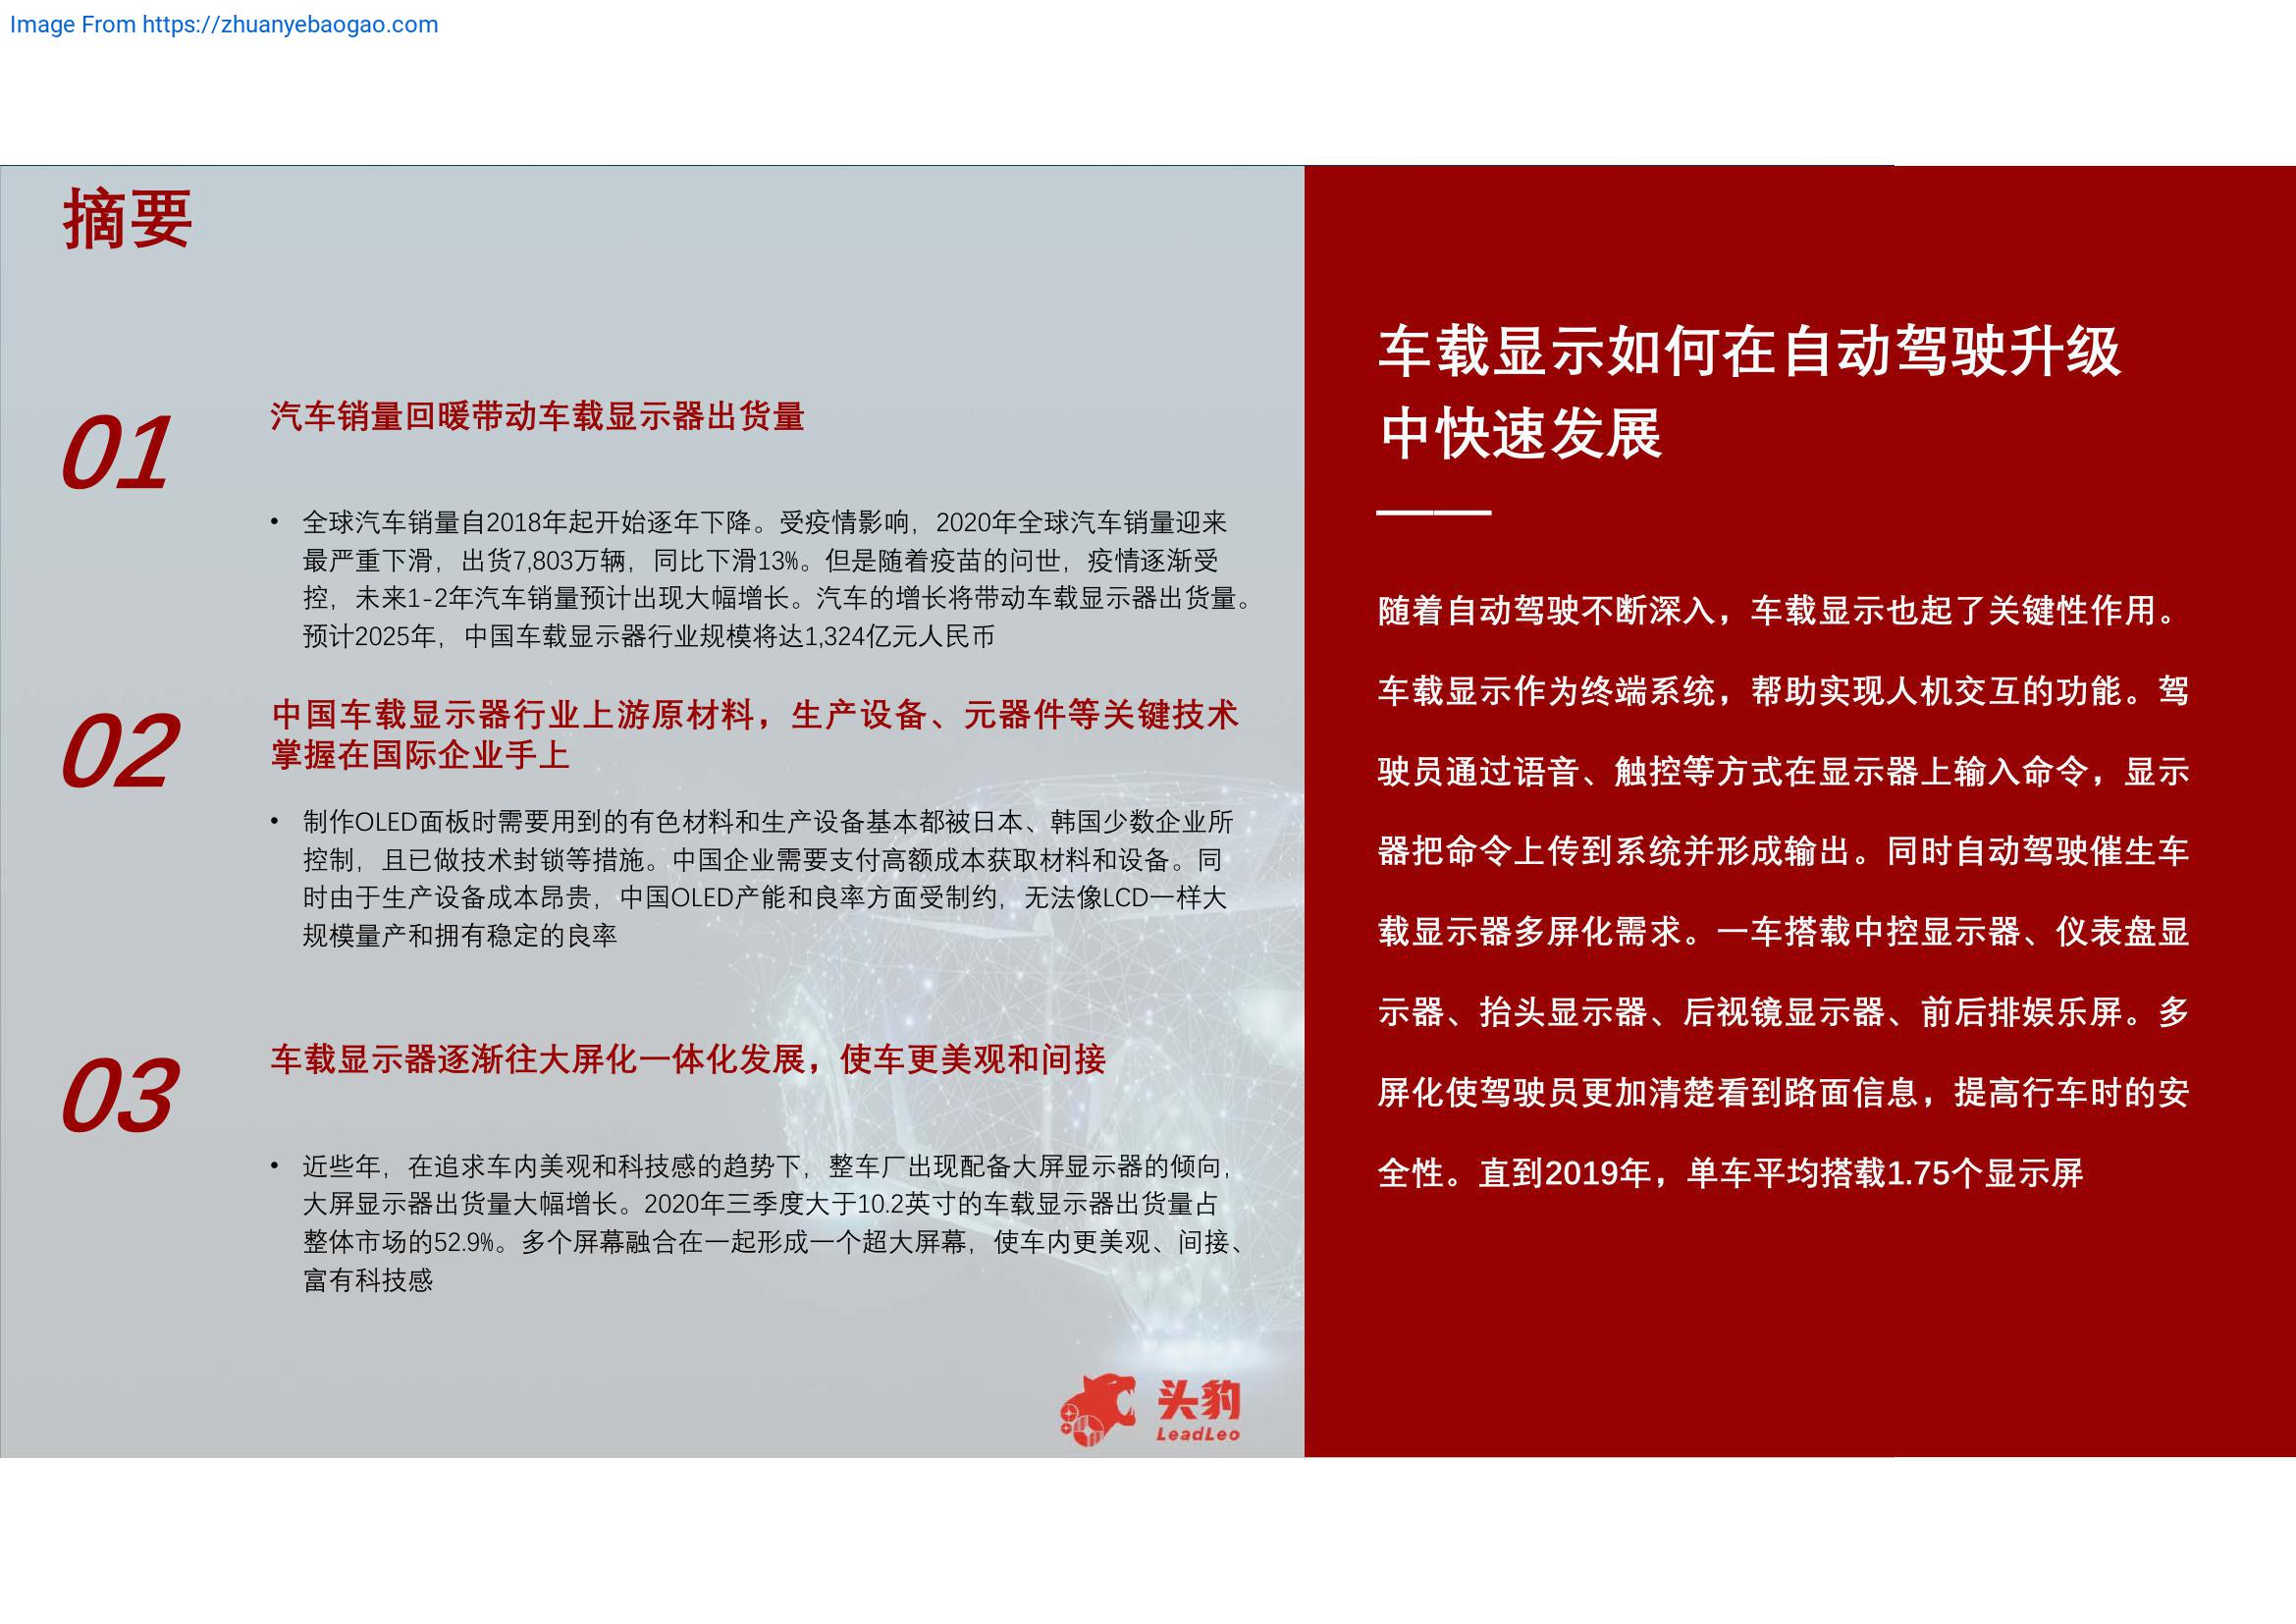 Image From https://zhuanyebaogao.com
摘要
01
汽车销量回暖带动车载显示器出货量
• 全球汽车销量自2018年起开始逐年下降。受疫情影响，2020年全球汽车销量迎来
最严重下滑，出货7,803万辆，同比下滑13%。但是随着疫苗的问世，疫情逐渐受
控，未来1-2年汽车销量预计出现大幅增长。汽车的增长将带动车载显示器出货量。
预计2025年，中国车载显示器行业规模将达1,324亿元人民币
02
中国车载显示器行业上游原材料，生产设备、元器件等关键技术
掌握在国际企业手上
• 制作OLED面板时需要用到的有色材料和生产设备基本都被日本、韩国少数企业所
控制，且已做技术封锁等措施。中国企业需要支付高额成本获取材料和设备。同
时由于生产设备成本昂贵，中国OLED产能和良率方面受制约，无法像LCD一样大
规模量产和拥有稳定的良率
03
车载显示器逐渐往大屏化一体化发展，使车更美观和间接
• 近些年，在追求车内美观和科技感的趋势下，整车厂出现配备大屏显示器的倾向，
大屏显示器出货量大幅增长。2020年三季度大于10.2英寸的车载显示器出货量占
整体市场的52.9%。多个屏幕融合在一起形成一个超大屏幕，使车内更美观、间接、
富有科技感
头豹
LeadLeo
车载显示如何在自动驾驶升级
中快速发展
随着自动驾驶不断深入，车载显示也起了关键性作用。
车载显示作为终端系统，帮助实现人机交互的功能。驾
驶员通过语音、触控等方式在显示器上输入命令，显示
器把命令上传到系统并形成输出。同时自动驾驶催生车
载显示器多屏化需求。一车搭载中控显示器、仪表盘显
示器、抬头显示器、后视镜显示器、前后排娱乐屏。多
屏化使驾驶员更加清楚看到路面信息，提高行车时的安
全性。直到2019年，单车平均搭载1.75个显示屏